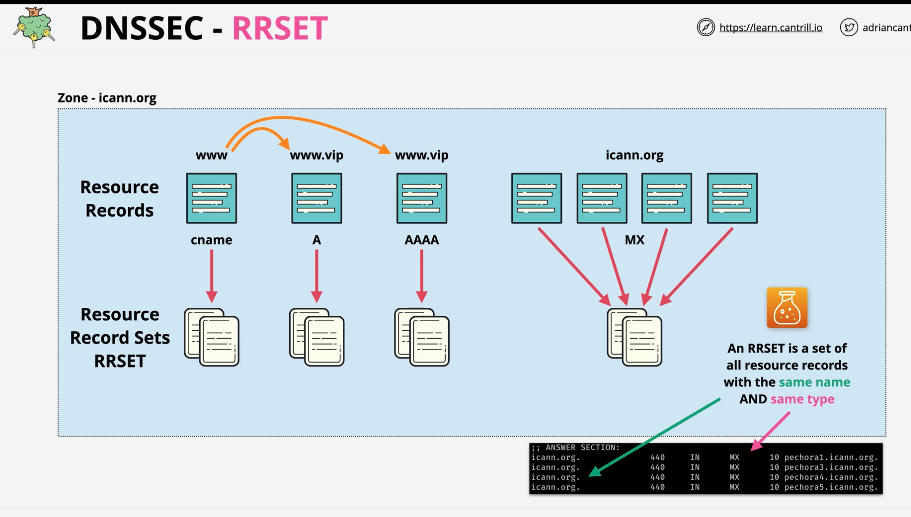 DNSSEC - RRSET
https://learn.cantrill.io
adriancant
Zone - icann.org
www
www.vip
www.vip
icann.org
Resource
Records
cname
A
AAAA
MX
Resource
Record Sets
RRSET
An RRSET is a set of
all resource records
with the same name
AND same type
;; ANSWER SECTION:
icann.org. 440 IN MX 10 pechora1.icann.org.
icann.org. 440 IN MX 10 pechora3.icann.org.
icann.org. 440 IN MX 10 pechora4.icann.org.
icann.org. 440 IN MX 10 pechora5.icann.org.